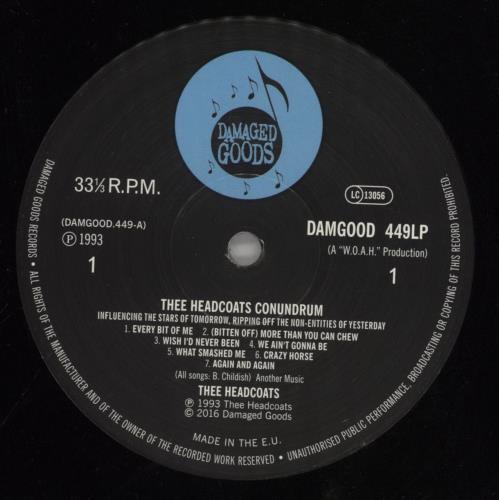 DAMAGED
GOODS
33⅓ R.P.M.
LC 13056
(DAMGOOD.449-A)
Ⓟ 1993
1
DAMGOOD 449LP
(A "W.O.A.H." Production)
1
THEE HEADCOATS CONUNDRUM
INFLUENCING THE STARS OF TOMORROW, RIPPING OFF THE NON-ENTITIES OF YESTERDAY
1. EVERY BIT OF ME 2. (BITTEN OFF) MORE THAN YOU CAN CHEW
3. WISH I'D NEVER BEEN 4. WE AIN'T GONNA BE
5. WHAT SMASHED ME 6. CRAZY HORSE
7. AGAIN AND AGAIN
(All songs: B. Childish) Another Music
THEE HEADCOATS
Ⓟ 1993 Thee Headcoats
© 2016 Damaged Goods
MADE IN THE E.U.
DAMAGED GOODS RECORDS • ALL RIGHTS OF THE MANUFACTURER AND OF THE OWNER OF THE RECORDED WORK RESERVED • UNAUTHORISED PUBLIC PERFORMANCE, BROADCASTING OR COPYING OF THIS RECORD PROHIBITED.